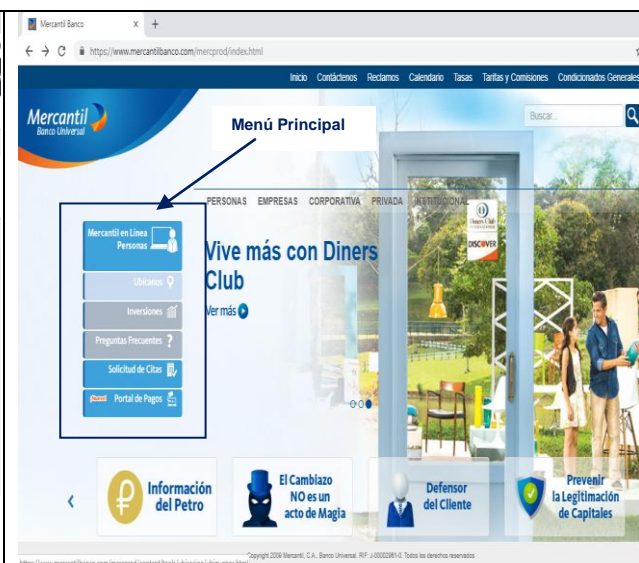 Mercantil Banco
https://www.mercantilbanco.com/mercprod/index.html
Inicio Contáctenos Reclamos Calendario Tasas Tarifas y Comisiones Condicionados Generales
Mercantil
Banco Universal
Menú Principal
Buscar...
PERSONAS EMPRESAS CORPORATIVA PRIVADA INSTITUCIONAL
Diners Club
DISCOVER
Mercantil en Línea
Personas
Ubícatos
Inversiones
Preguntas Frecuentes ?
Solicitud de Citas
Portal de Pagos
Vive más con Diners
Club
Ver más
Información
del Petro
El Cambiazo
NO es un
acto de Magia
Defensor
del Cliente
Prevenir
la Legitimación
de Capitales
Copyright 2009 Mercantil, C.A., Banco Universal. RIF: J-00002961-0. Todos los derechos reservados